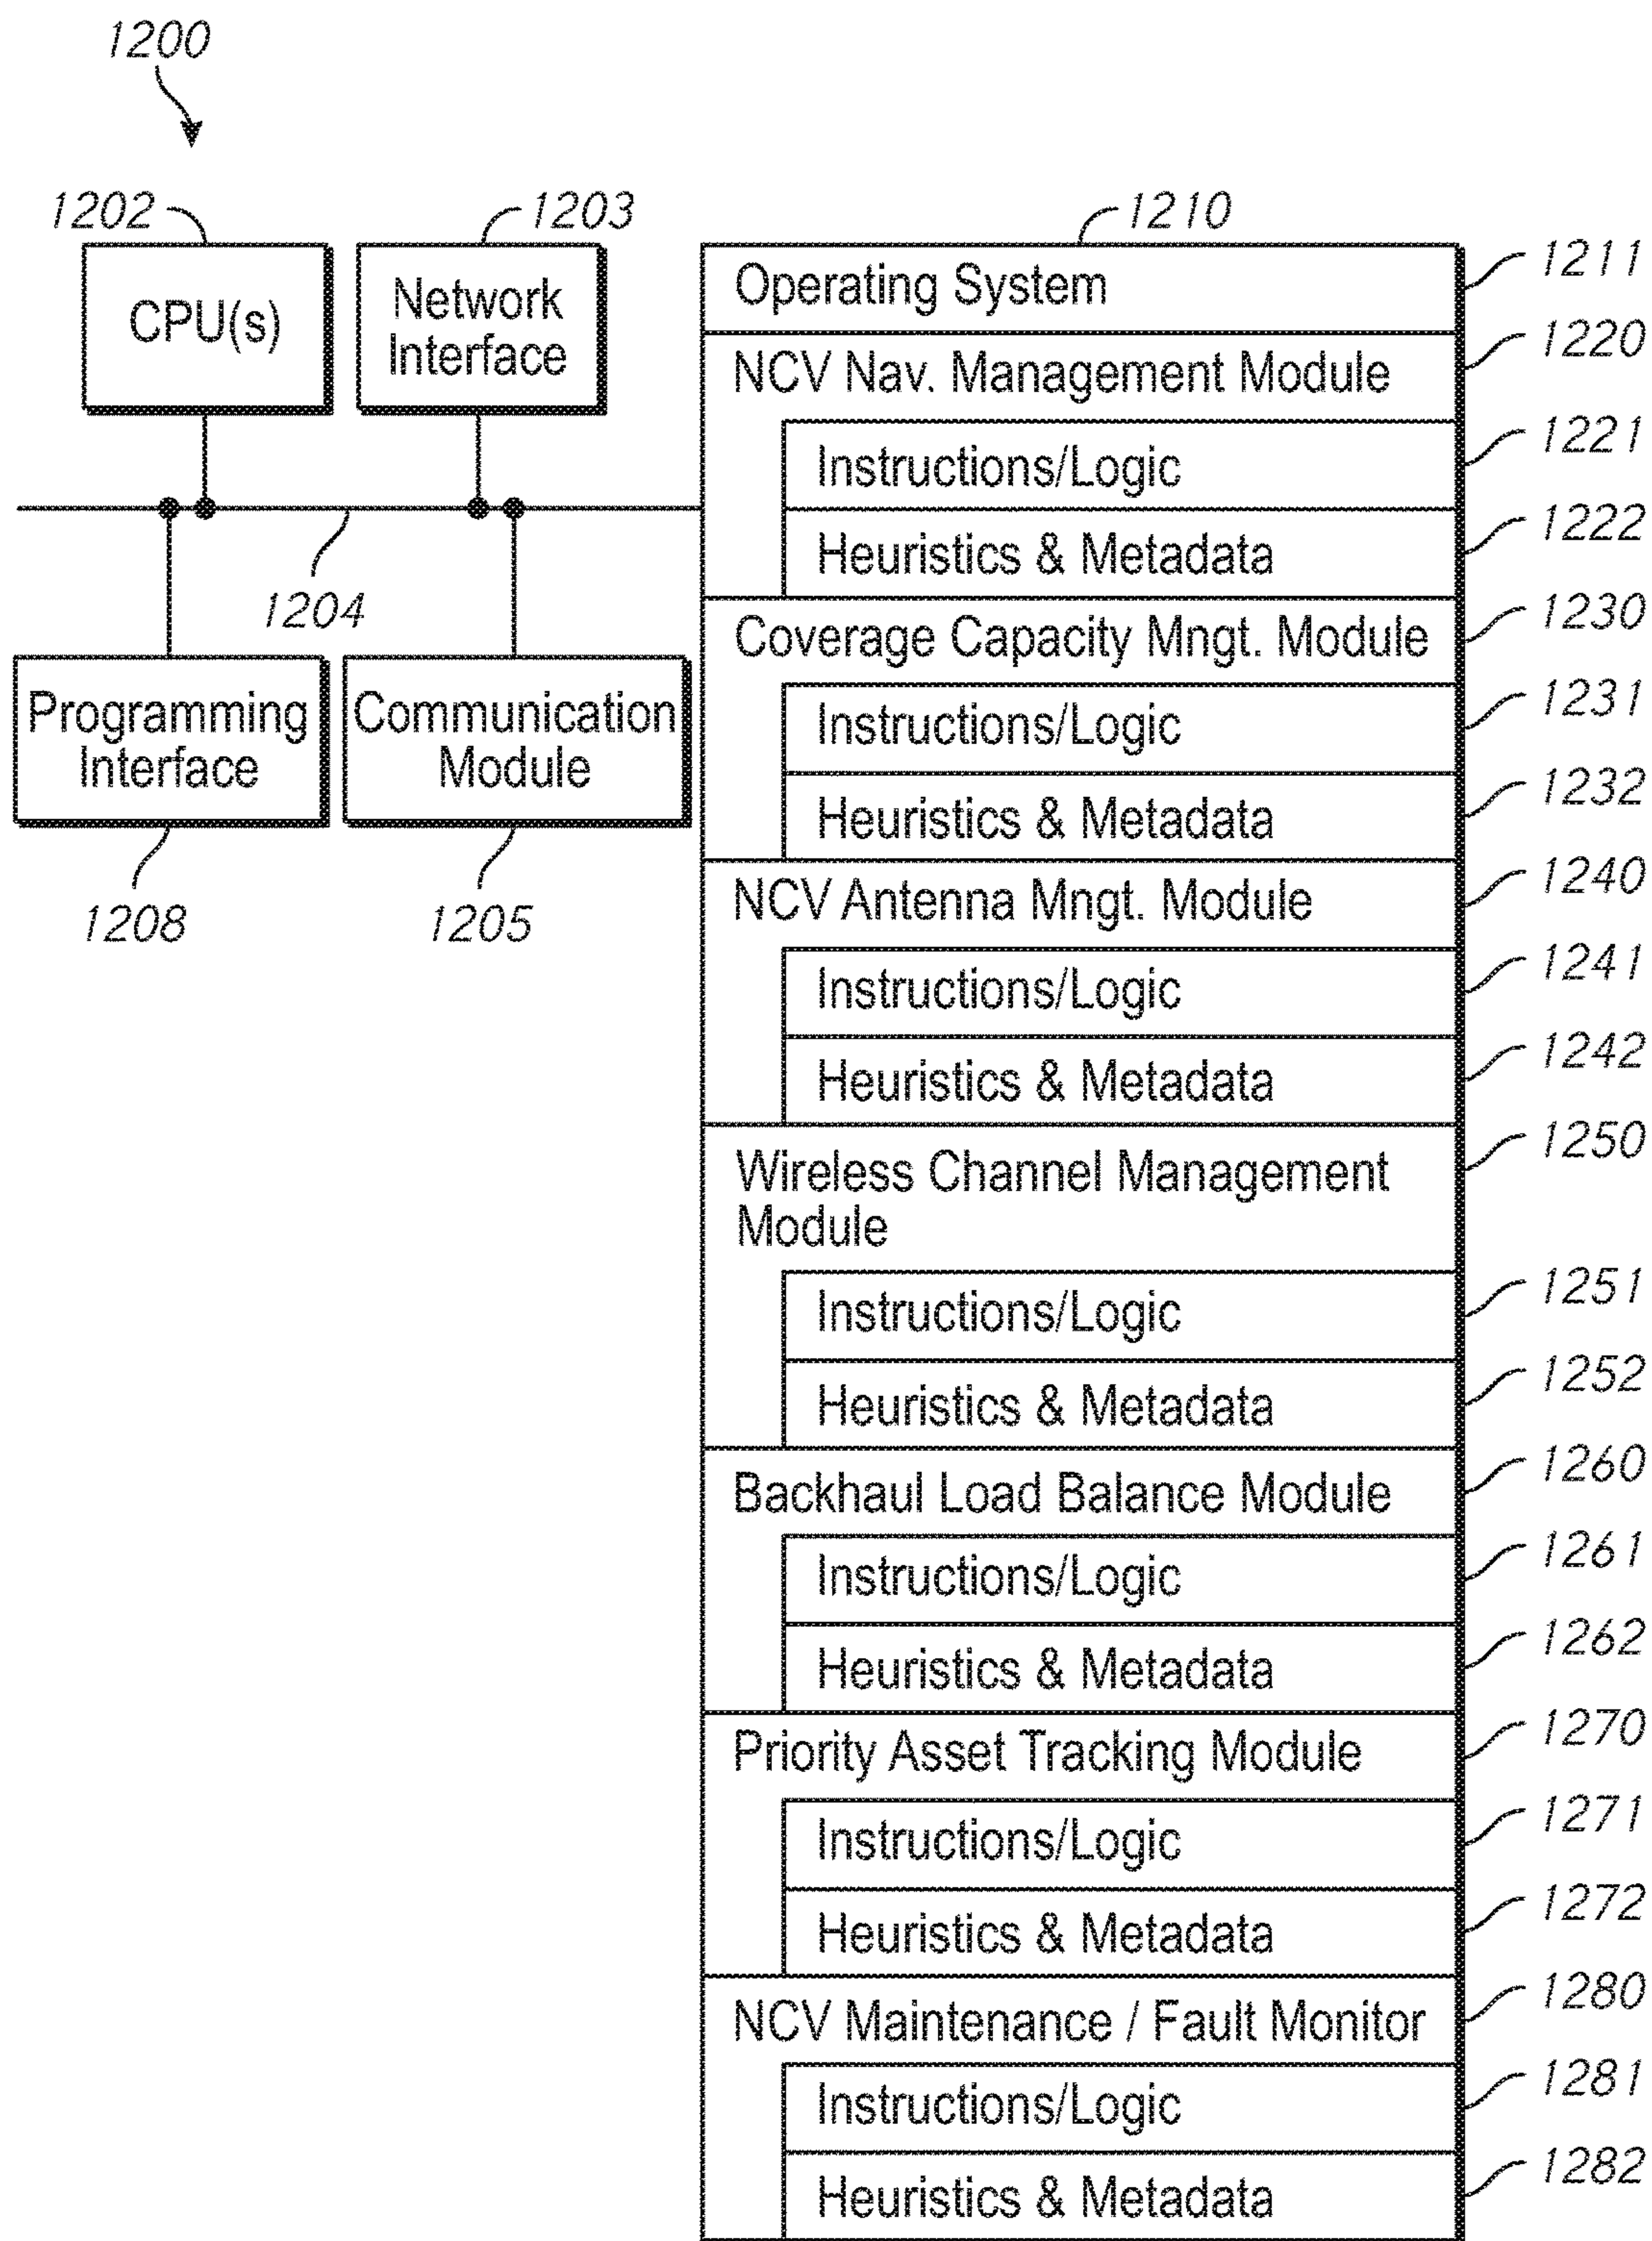 1200
1202
1203
1210
CPU(s)
Network
Interface
1204
Programming
Interface
Communication
Module
1208
1205
Operating System
1211
NCV Nav. Management Module
1220
Instructions/Logic
1221
Heuristics & Metadata
1222
Coverage Capacity Mngt. Module
1230
Instructions/Logic
1231
Heuristics & Metadata
1232
NCV Antenna Mngt. Module
1240
Instructions/Logic
1241
Heuristics & Metadata
1242
Wireless Channel Management
Module
1250
Instructions/Logic
1251
Heuristics & Metadata
1252
Backhaul Load Balance Module
1260
Instructions/Logic
1261
Heuristics & Metadata
1262
Priority Asset Tracking Module
1270
Instructions/Logic
1271
Heuristics & Metadata
1272
NCV Maintenance / Fault Monitor
1280
Instructions/Logic
1281
Heuristics & Metadata
1282